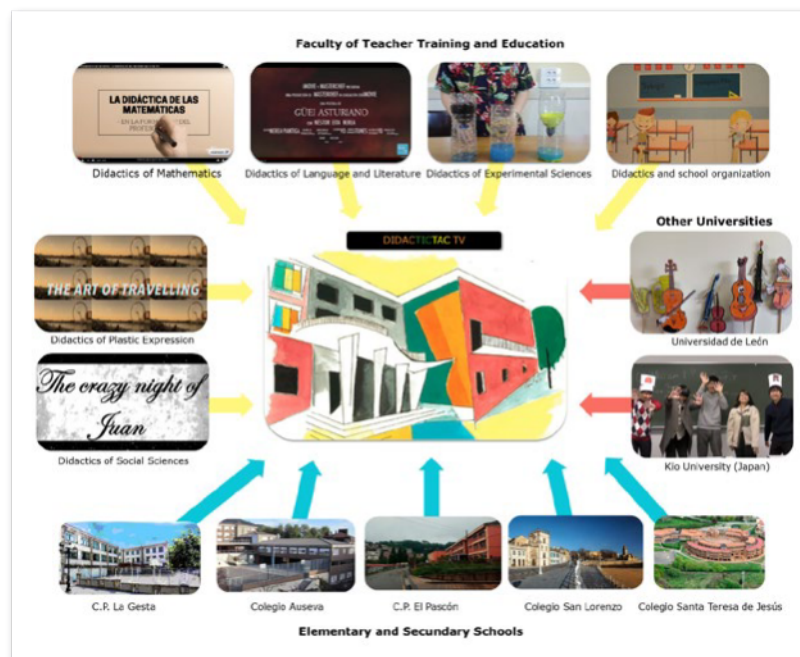 Faculty of Teacher Training and Education
LA DIDÁCTICA DE LAS
MATEMÁTICAS
GÜEI ASTURIANO
Didactics of Mathematics
Didactics of Language and Literature
Didactics of Experimental Sciences
Didactics and school organization
DIDACTICTAC TV
Other Universities
THE ART OF TRAVELLING
Didactics of Plastic Expression
Universidad de León
The crazy night of
Juan
Didactics of Social Sciences
Kio University (Japan)
C.P. La Gesta
Colegio Auseva
C.P. El Pascón
Colegio San Lorenzo
Colegio Santa Teresa de Jesús
Elementary and Secundary Schools